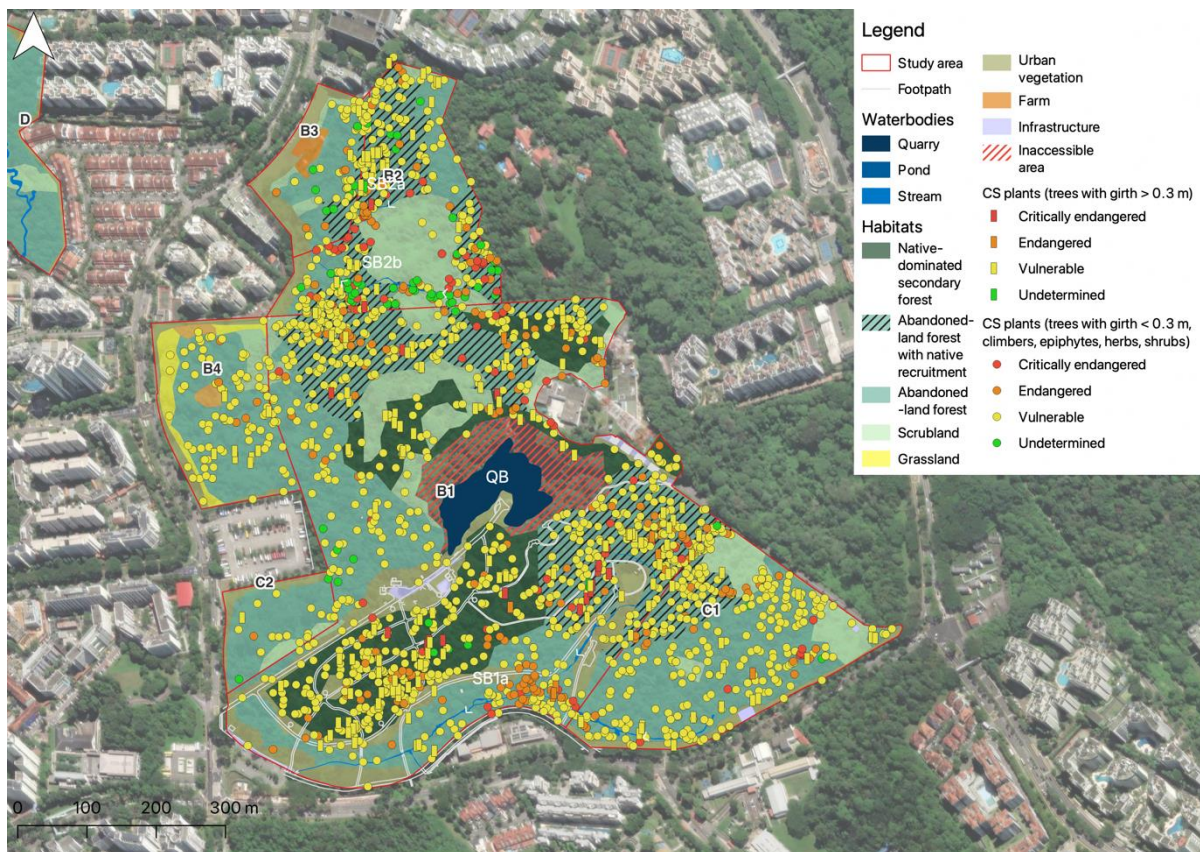 Legend
Study area
Footpath
Waterbodies
Quarry
Pond
Stream
Habitats
Native-
dominated
secondary
forest
Abandoned-
land forest
with native
recruitment
Abandoned
-land forest
Scrubland
Grassland
Urban
vegetation
Farm
Infrastructure
Inaccessible
area
CS plants (trees with girth > 0.3 m)
Critically endangered
Endangered
Vulnerable
Undetermined
CS plants (trees with girth < 0.3 m,
climbers, epiphytes, herbs, shrubs)
Critically endangered
Endangered
Vulnerable
Undetermined
D
B3
B2
SB2a
SB2b
B4
QB
B1
C2
C1
SB1a
0 100 200 300 m